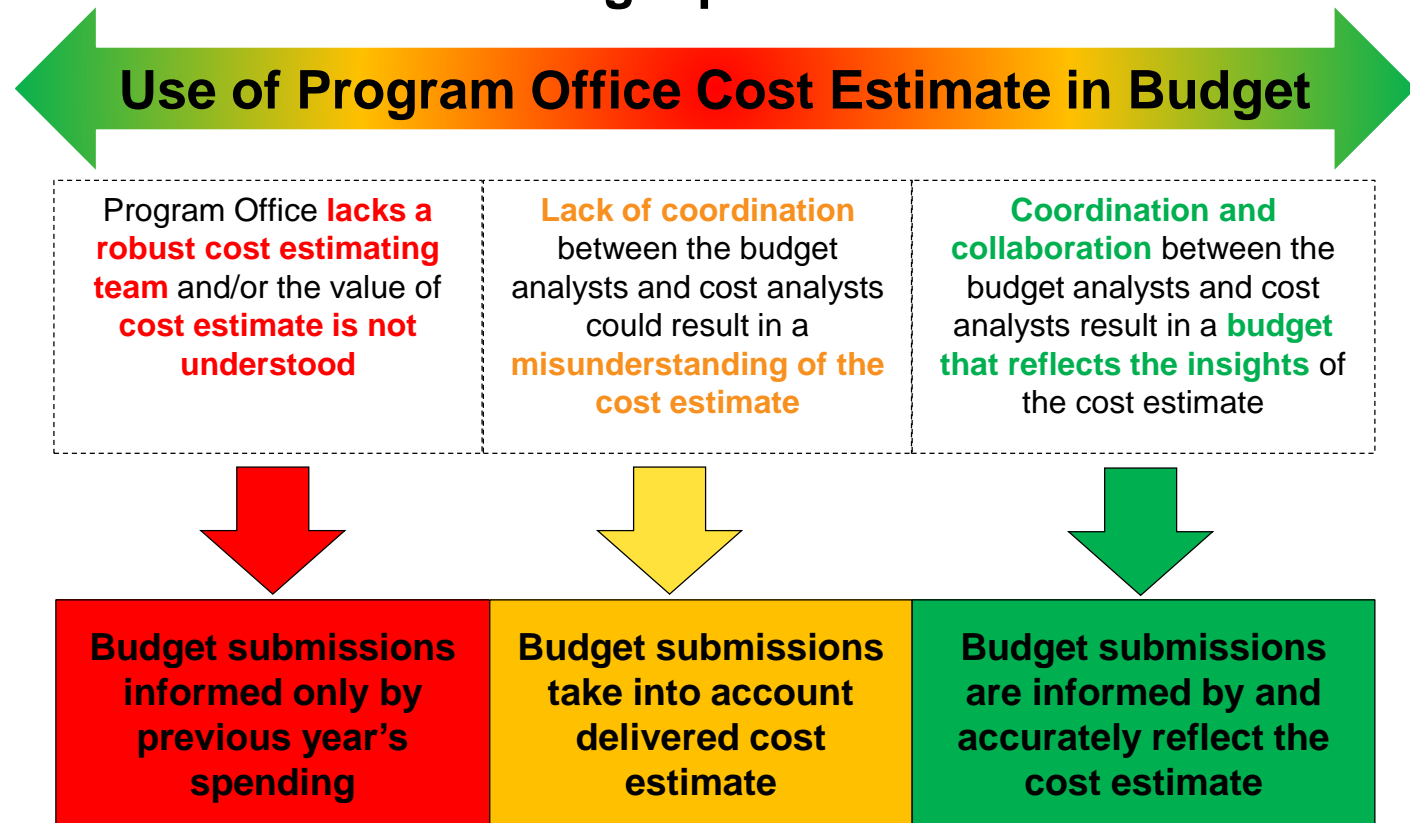 Use of Program Office Cost Estimate in Budget
Program Office lacks a
robust cost estimating
team and/or the value of
cost estimate is not
understood
Lack of coordination
between the budget
analysts and cost analysts
could result in a
misunderstanding of the
cost estimate
Coordination and
collaboration between the
budget analysts and cost
analysts result in a budget
that reflects the insights of
the cost estimate
Budget submissions
informed only by
previous year's
spending
Budget submissions
take into account
delivered cost
estimate
Budget submissions
are informed by and
accurately reflect the
cost estimate